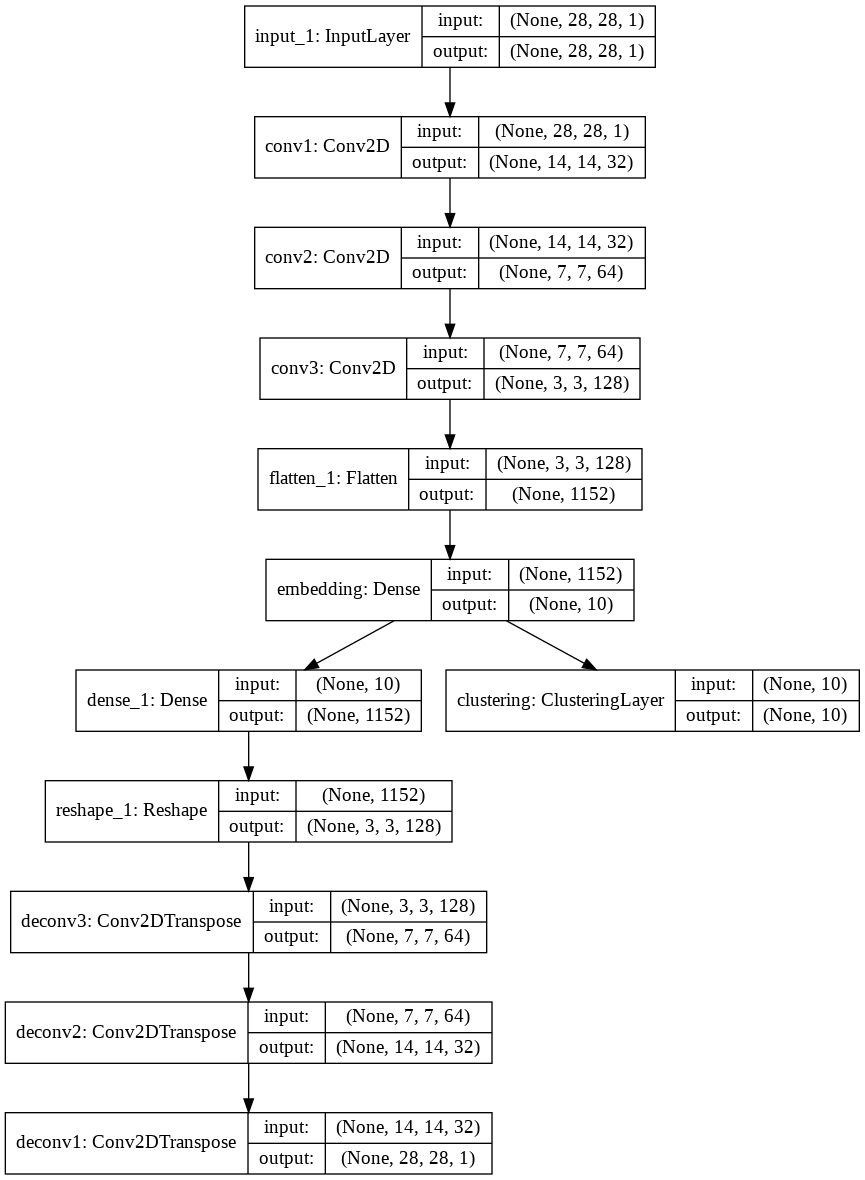 input_1: InputLayer
input: (None, 28, 28, 1)
output: (None, 28, 28, 1)
conv1: Conv2D
input: (None, 28, 28, 1)
output: (None, 14, 14, 32)
conv2: Conv2D
input: (None, 14, 14, 32)
output: (None, 7, 7, 64)
conv3: Conv2D
input: (None, 7, 7, 64)
output: (None, 3, 3, 128)
flatten_1: Flatten
input: (None, 3, 3, 128)
output: (None, 1152)
embedding: Dense
input: (None, 1152)
output: (None, 10)
dense_1: Dense
input: (None, 10)
output: (None, 1152)
clustering: ClusteringLayer
input: (None, 10)
output: (None, 10)
reshape_1: Reshape
input: (None, 1152)
output: (None, 3, 3, 128)
deconv3: Conv2DTranspose
input: (None, 3, 3, 128)
output: (None, 7, 7, 64)
deconv2: Conv2DTranspose
input: (None, 7, 7, 64)
output: (None, 14, 14, 32)
deconv1: Conv2DTranspose
input: (None, 14, 14, 32)
output: (None, 28, 28, 1)